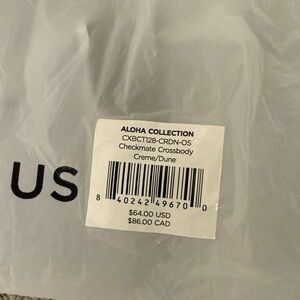 ALOHA COLLECTION
CXBCT128-CRDN-OS
Checkmate Crossbody
Creme/Dune
US
8 40242 49670 0
$64.00 USD
$86.00 CAD